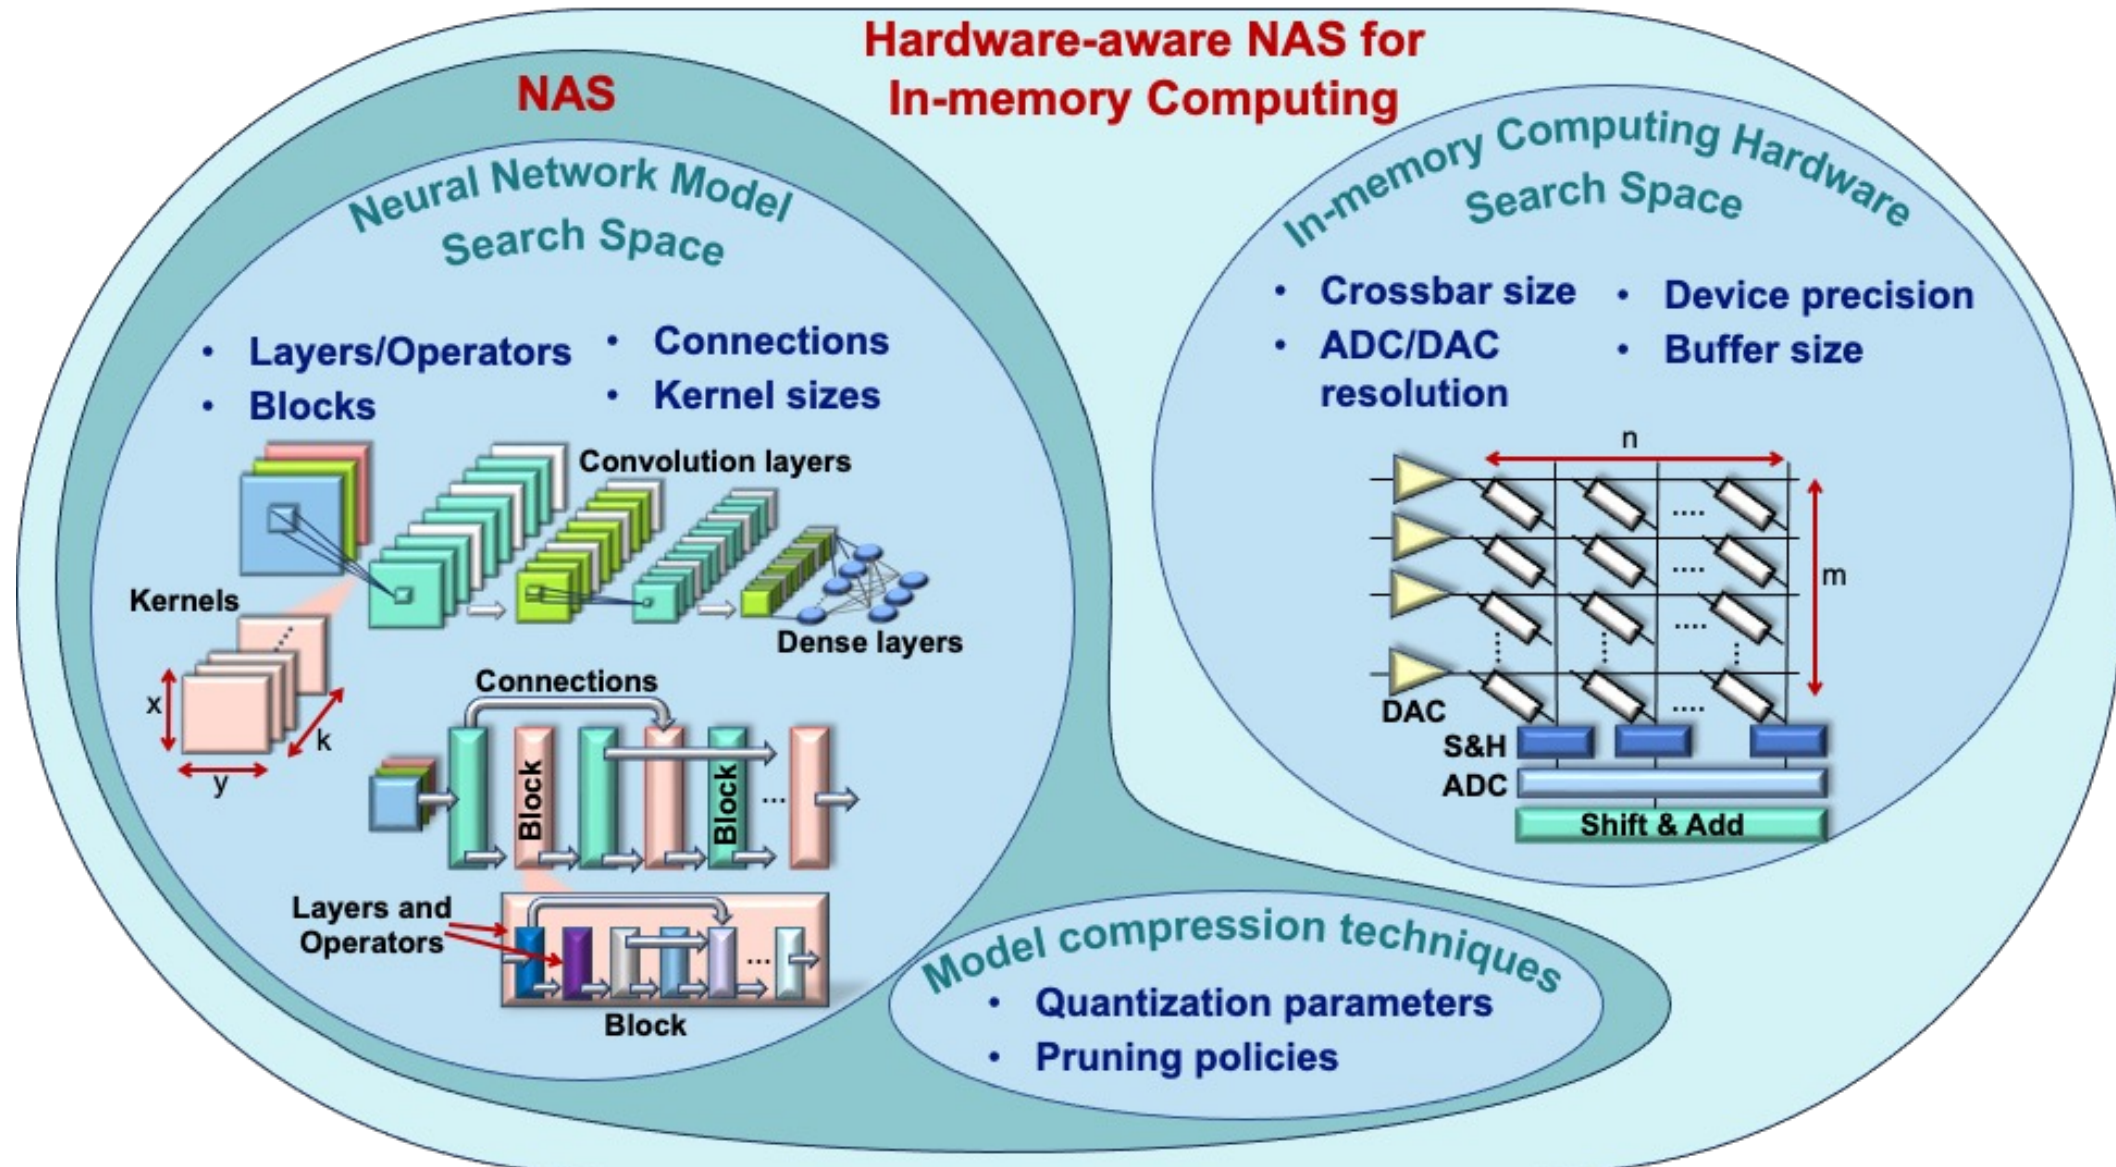 Hardware-aware NAS for
In-memory Computing
NAS
Neural Network Model
Search Space
• Layers/Operators
• Blocks
• Connections
• Kernel sizes
Convolution layers
Kernels
Dense layers
x
y
k
Connections
Block
Block
...
Layers and
Operators
...
Block
In-memory Computing Hardware
Search Space
• Crossbar size
• ADC/DAC
resolution
• Device precision
• Buffer size
n
m
....
....
....
....
DAC
S&H
ADC
Shift & Add
Model compression techniques
• Quantization parameters
• Pruning policies